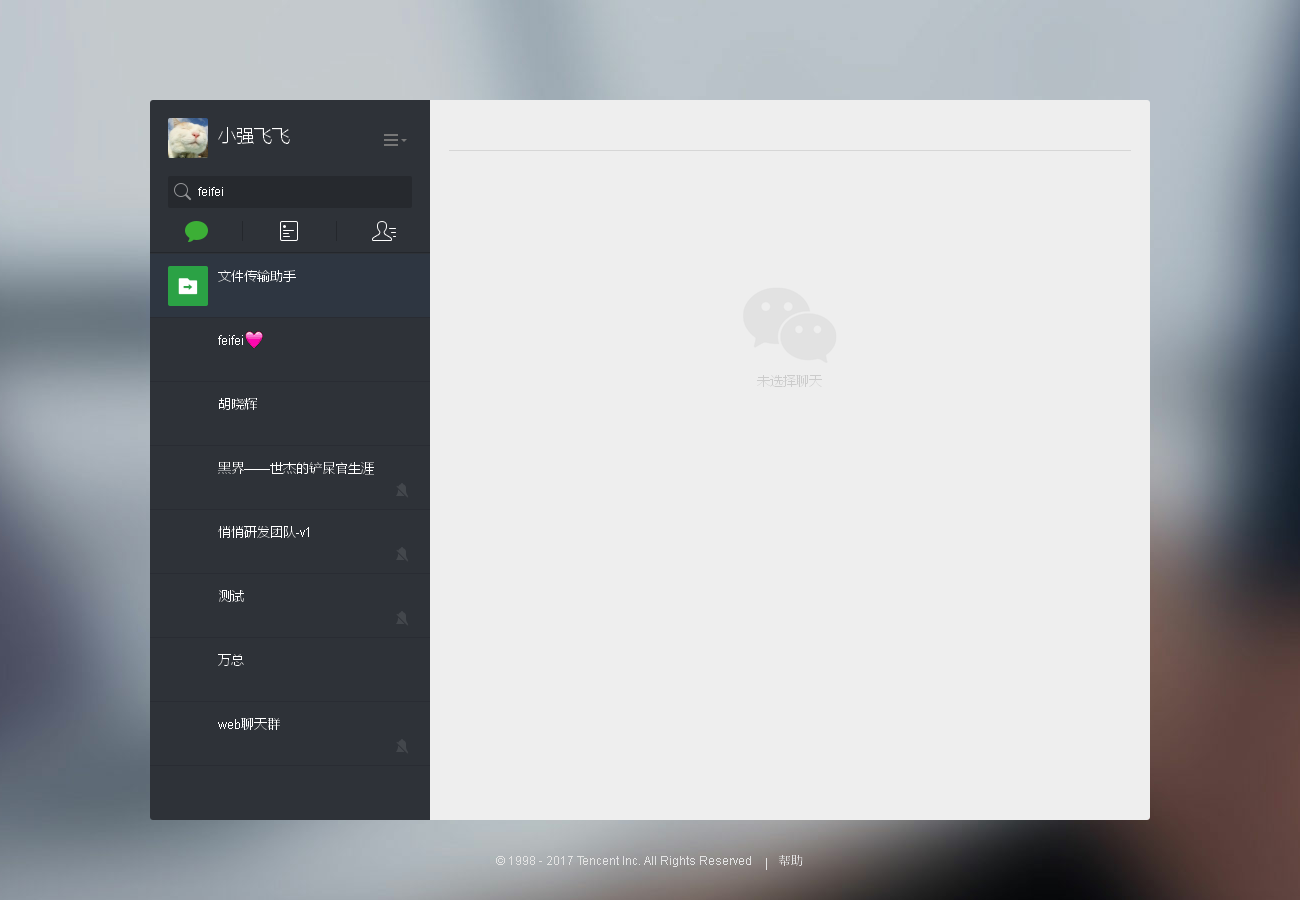 小强飞飞
feifei
文件传输助手
feifei💗
胡晓辉
黑界——世杰的铲屎官生涯
悄悄研发团队-v1
测试
万总
web聊天群
未选择聊天
© 1998 - 2017 Tencent Inc. All Rights Reserved | 帮助